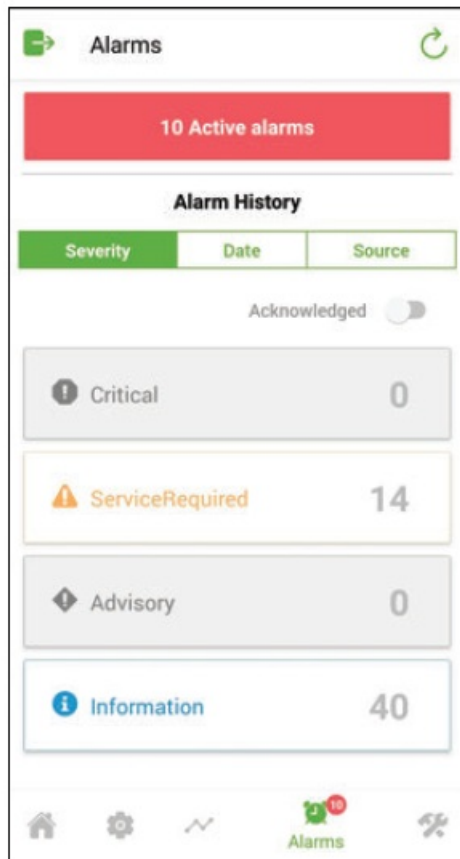 Alarms
10 Active alarms
Alarm History
Severity Date Source
Acknowledged
Critical 0
ServiceRequired 14
Advisory 0
Information 40
10
Alarms